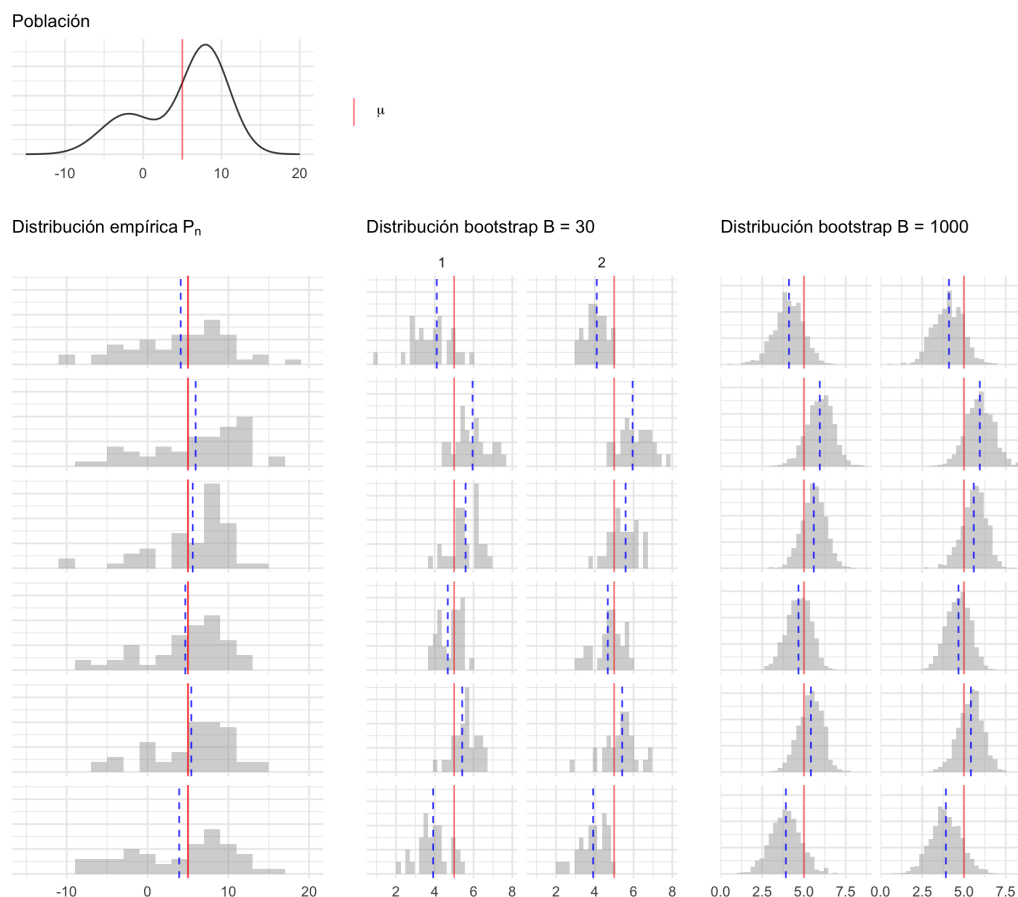 Población
-10 0 10 20
μ
Distribución empírica Pn
Distribución bootstrap B = 30
Distribución bootstrap B = 1000
1 2
-10 0 10 20
2 4 6 8 2 4 6 8
0.0 2.5 5.0 7.5 0.0 2.5 5.0 7.5